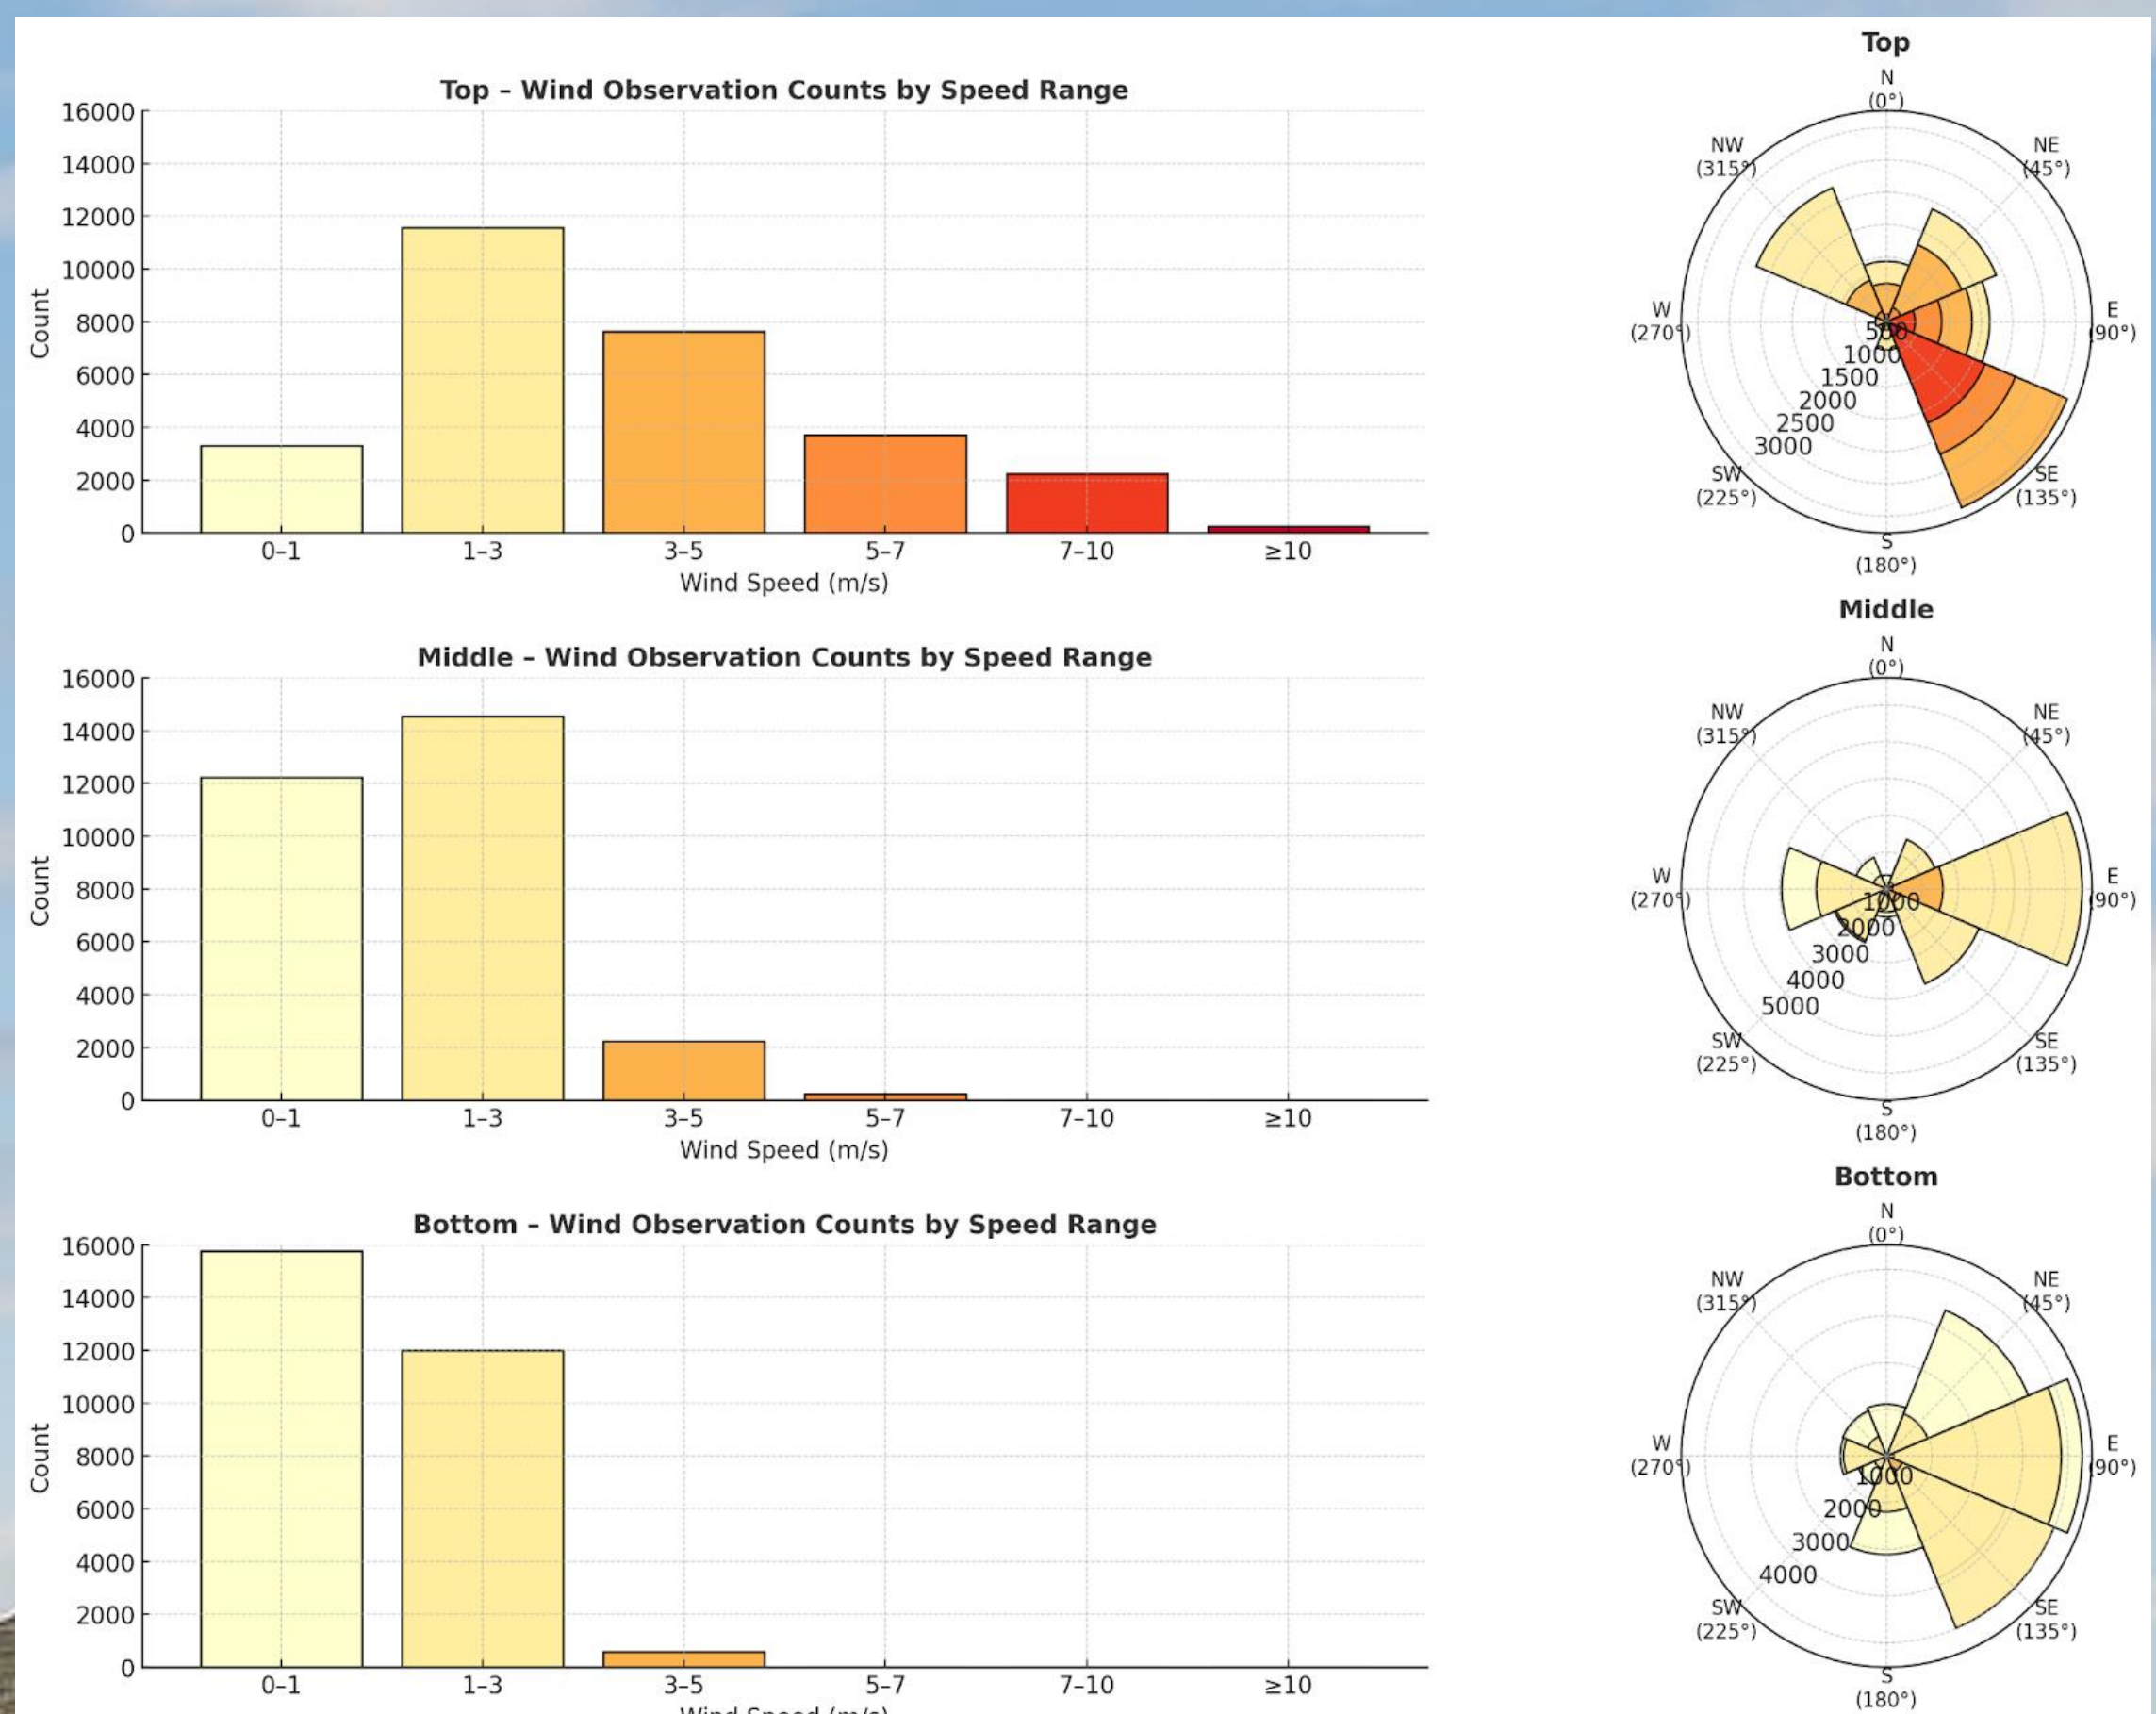 Top – Wind Observation Counts by Speed Range
16000
14000
12000
10000
8000
6000
4000
2000
0
Count
0–1 1–3 3–5 5–7 7–10 ≥10
Wind Speed (m/s)
Top
N
(0°)
NW
(315°)
NE
(45°)
W
(270°)
E
(90°)
500
1000
1500
2000
2500
3000
SW
(225°)
SE
(135°)
S
(180°)
Middle – Wind Observation Counts by Speed Range
16000
14000
12000
10000
8000
6000
4000
2000
0
Count
0–1 1–3 3–5 5–7 7–10 ≥10
Wind Speed (m/s)
Middle
N
(0°)
NW
(315°)
NE
(45°)
W
(270°)
E
(90°)
1000
2000
3000
4000
5000
SW
(225°)
SE
(135°)
S
(180°)
Bottom – Wind Observation Counts by Speed Range
16000
14000
12000
10000
8000
6000
4000
2000
0
Count
0–1 1–3 3–5 5–7 7–10 ≥10
Wind Speed (m/s)
Bottom
N
(0°)
NW
(315°)
NE
(45°)
W
(270°)
E
(90°)
1000
2000
3000
4000
SW
(225°)
SE
(135°)
S
(180°)